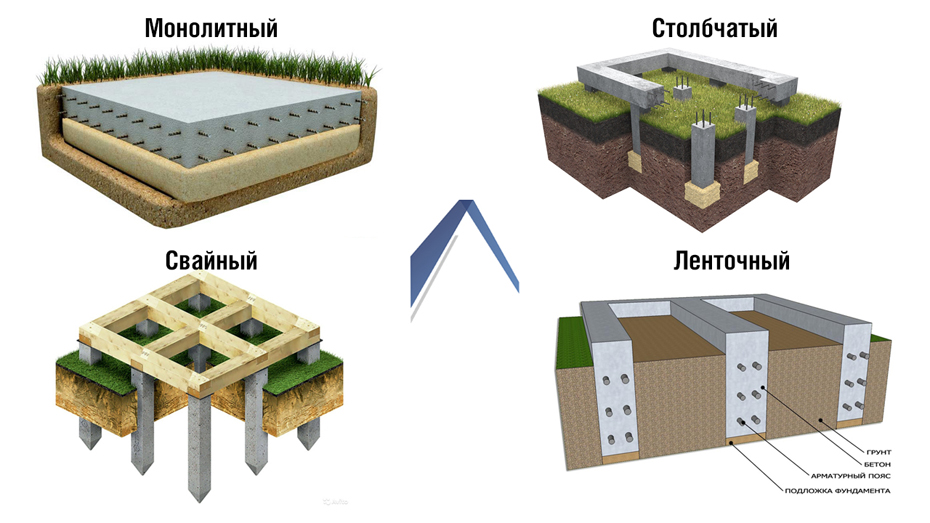 Монолитный
Столбчатый
Свайный
Ленточный
ГРУНТ
БЕТОН
АРМАТУРНЫЙ ПОЯС
ПОДЛОЖКА ФУНДАМЕНТА